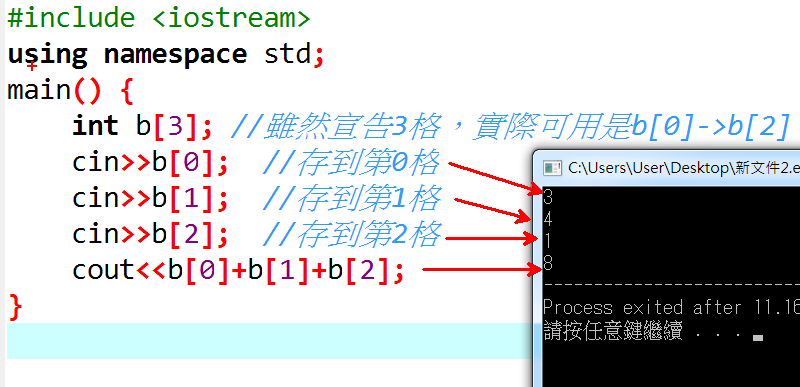 #include <iostream>
using namespace std;
main() {
int b[3]; //雖然宣告3格，實際可用是b[0]->b[2]
cin>>b[0]; //存到第0格
cin>>b[1]; //存到第1格
cin>>b[2]; //存到第2格
cout<<b[0]+b[1]+b[2];
}
C:\Users\User\Desktop\新文件2.e
3
4
1
8
--------------------------------
Process exited after 11.16
請按任意鍵繼續 . . .